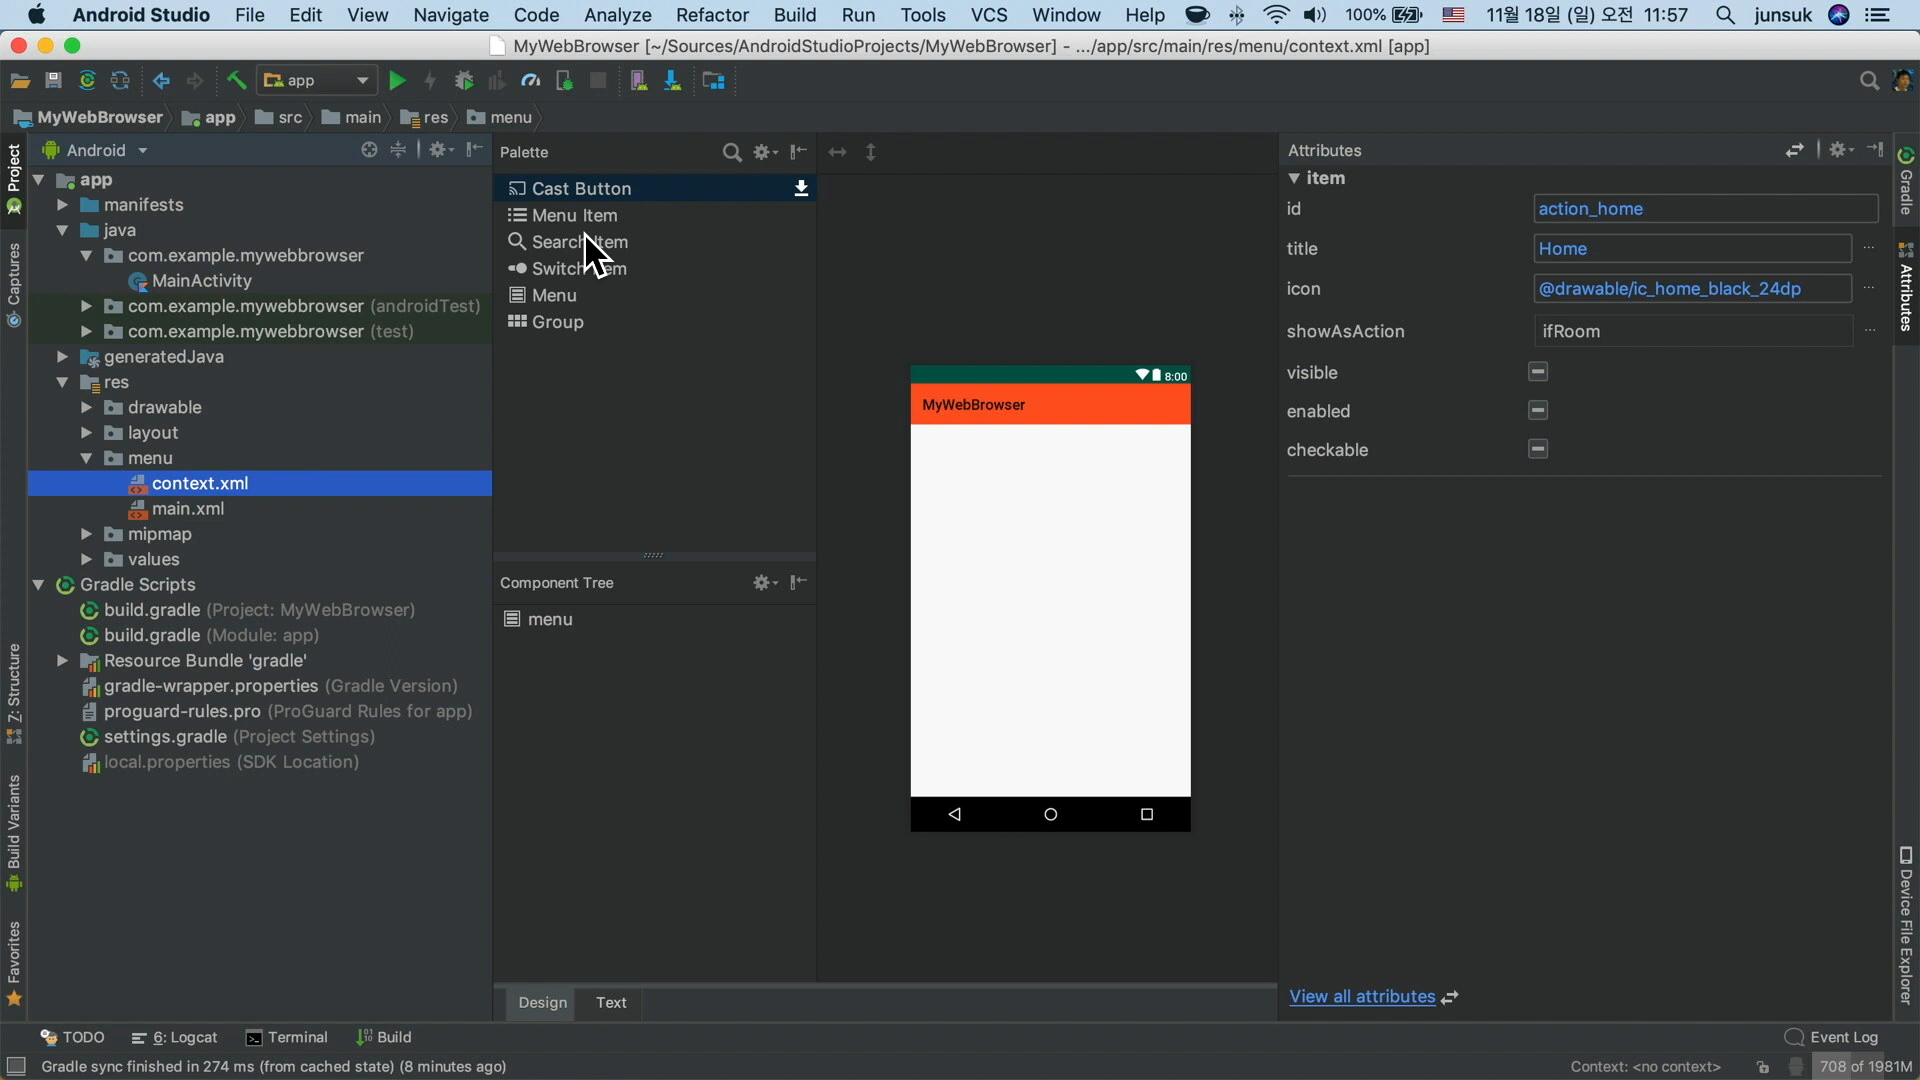 Android Studio File Edit View Navigate Code Analyze Refactor Build Run Tools VCS Window Help 100% 11월 18일 (일) 오전 11:57 junsuk
MyWebBrowser [~/Sources/AndroidStudioProjects/MyWebBrowser] - .../app/src/main/res/menu/context.xml [app]
app
MyWebBrowser app src main res menu
Project
Captures
Z: Structure
Build Variants
Favorites
Android
app
manifests
java
com.example.mywebbrowser
MainActivity
com.example.mywebbrowser (androidTest)
com.example.mywebbrowser (test)
generatedJava
res
drawable
layout
menu
context.xml
main.xml
mipmap
values
Gradle Scripts
build.gradle (Project: MyWebBrowser)
build.gradle (Module: app)
Resource Bundle 'gradle'
gradle-wrapper.properties (Gradle Version)
proguard-rules.pro (ProGuard Rules for app)
settings.gradle (Project Settings)
local.properties (SDK Location)
Palette
Cast Button
Menu Item
Search Item
Switch Item
Menu
Group
Component Tree
menu
Design Text
8:00
MyWebBrowser
Attributes
item
id action_home
title Home ...
icon @drawable/ic_home_black_24dp ...
showAsAction ifRoom ...
visible
enabled
checkable
View all attributes
Gradle
Attributes
Device File Explorer
TODO 6: Logcat Terminal Build Event Log
Gradle sync finished in 274 ms (from cached state) (8 minutes ago) Context: <no context> 708 of 1981M